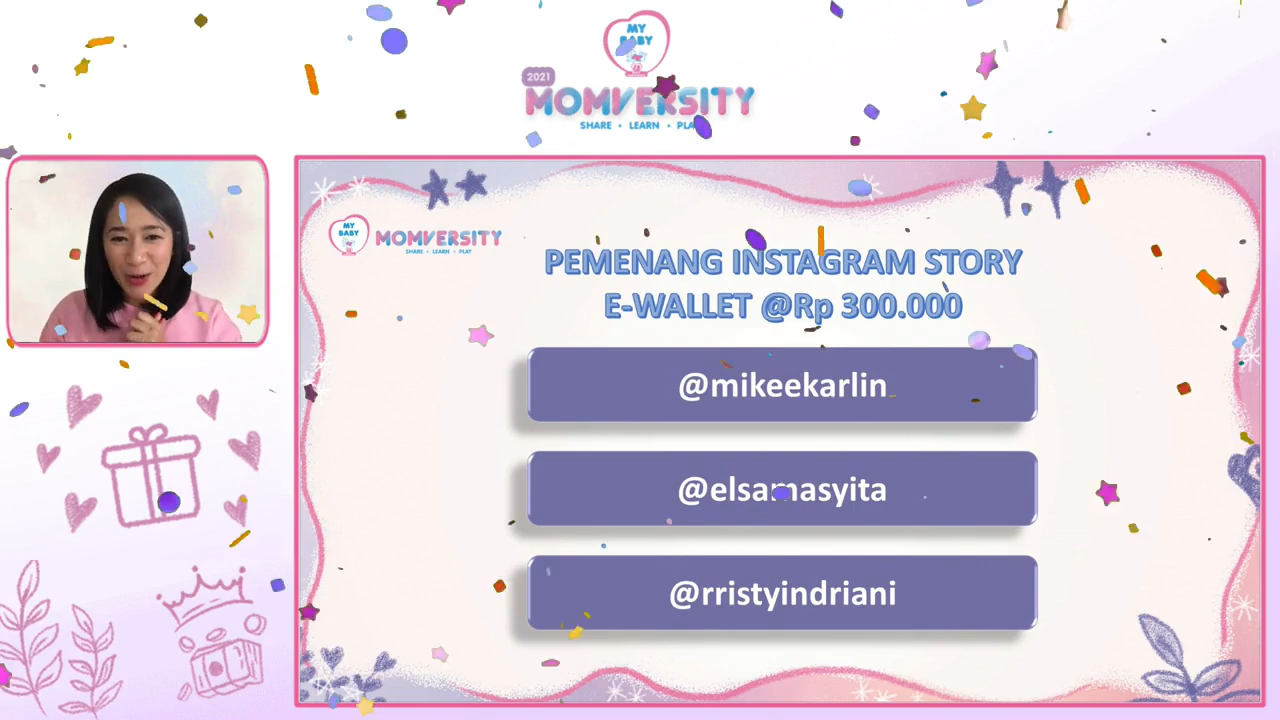 MY
BABY
2021
MOMVERSITY
SHARE • LEARN • PLAY
MY
BABY
MOMVERSITY
SHARE • LEARN • PLAY
PEMENANG INSTAGRAM STORY
E-WALLET @Rp 300.000
@mikeekarlin
@elsamasyita
@rristyindriani